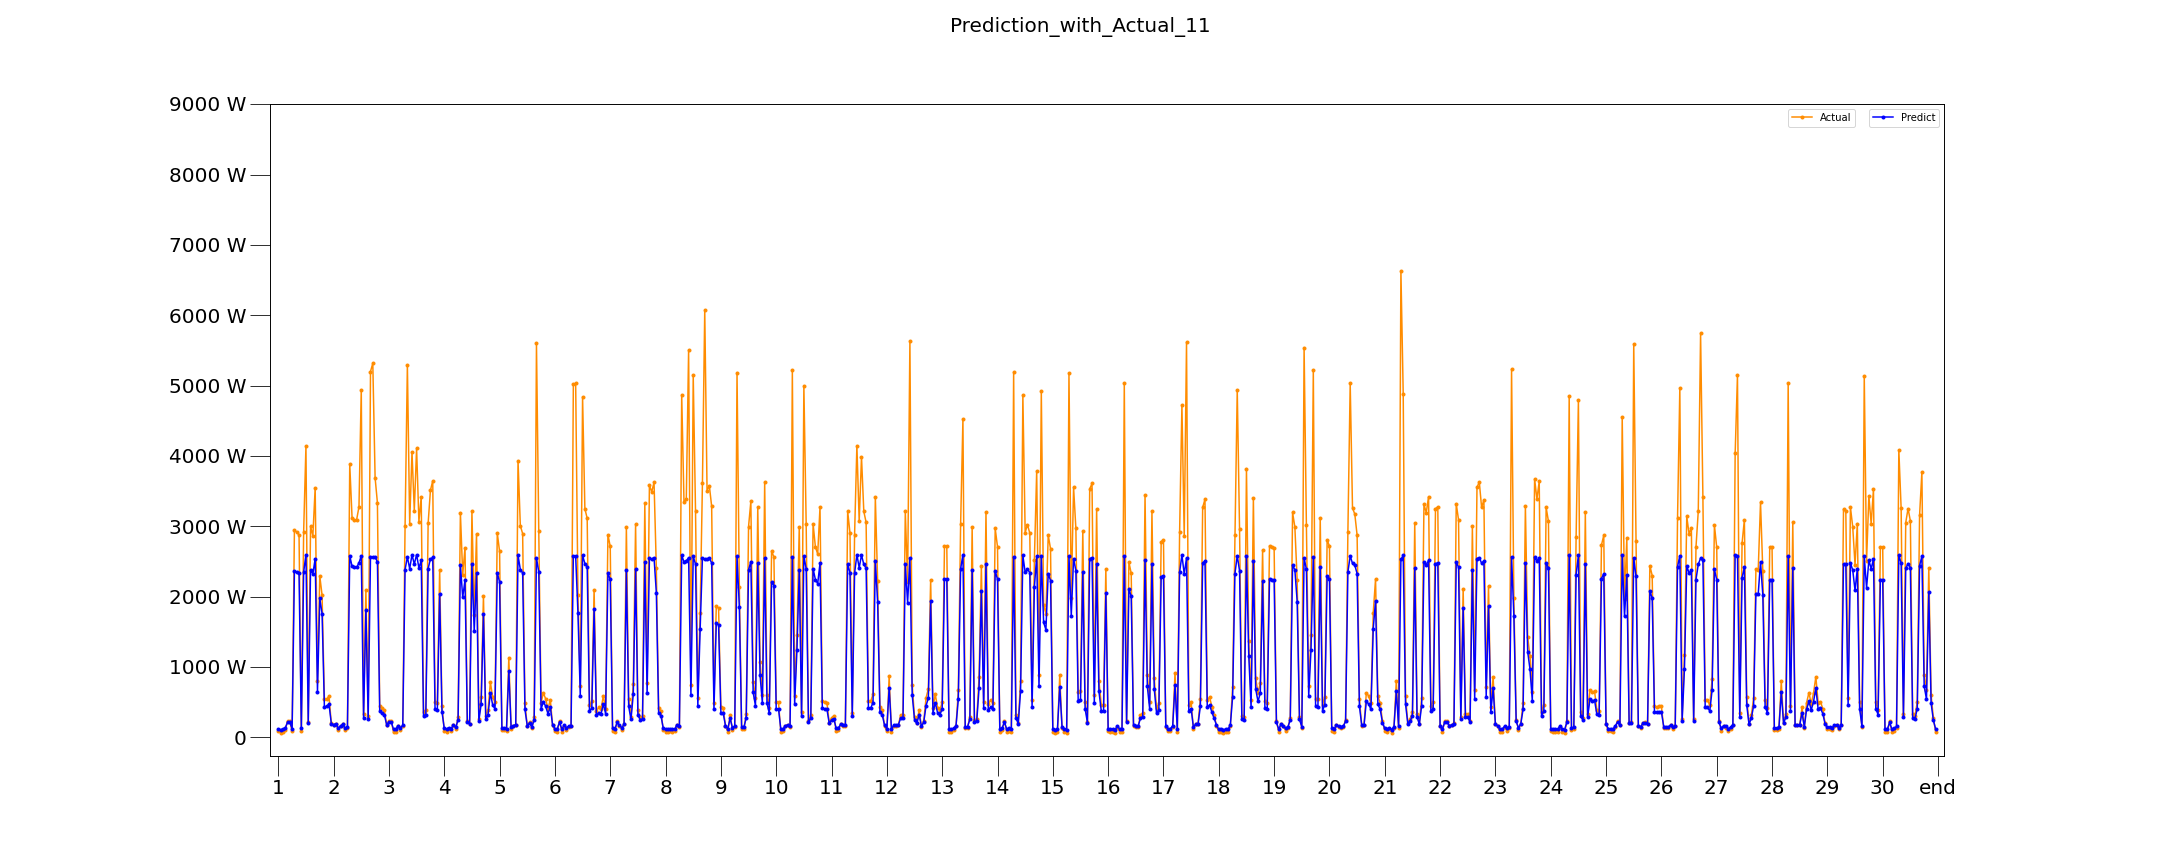 Prediction_with_Actual_11
9000 W
8000 W
7000 W
6000 W
5000 W
4000 W
3000 W
2000 W
1000 W
0
Actual Predict
1 2 3 4 5 6 7 8 9 10 11 12 13 14 15 16 17 18 19 20 21 22 23 24 25 26 27 28 29 30 end